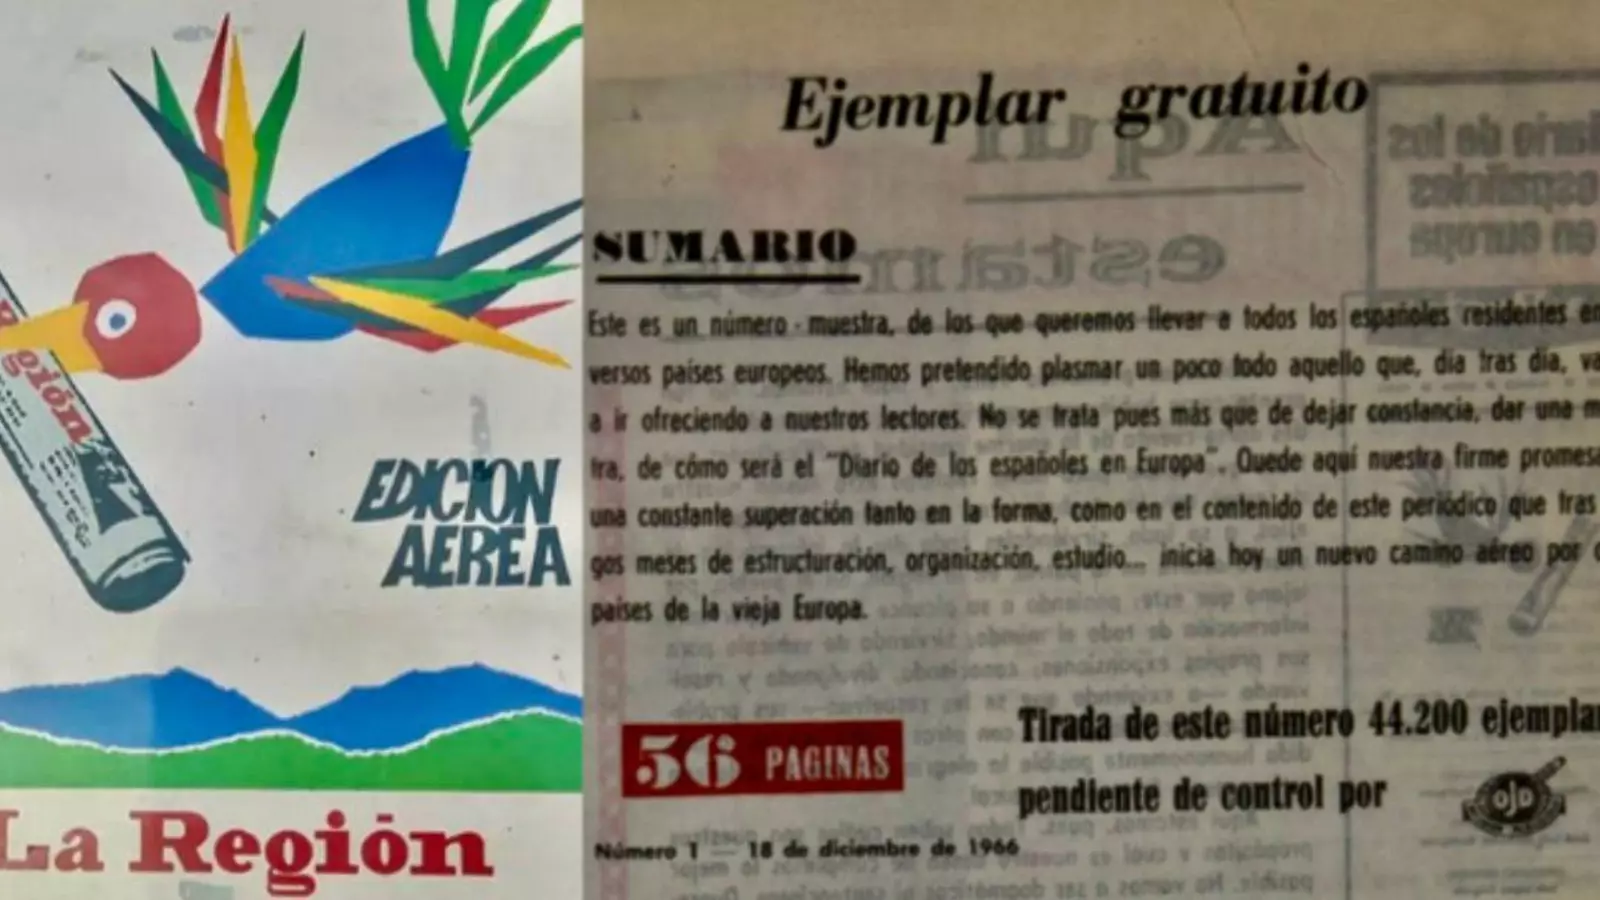 gión
EDICION
AEREA
La Región
Ejemplar gratuito
SUMARIO
Este es un número - muestra, de los que queremos llevar a todos los españoles residentes en
versos países europeos. Hemos pretendido plasmar un poco todo aquello que, día tras día, va
a ir ofreciendo a nuestros lectores. No se trata pues más que de dejar constancia, dar una m
tra, de cómo será el "Diario de los españoles en Europa". Quede aquí nuestra firme promesa
una constante superación tanto en la forma, como en el contenido de este periódico que tras
gos meses de estructuración, organización, estudio... inicia hoy un nuevo camino aéreo por
países de la vieja Europa.
56 PAGINAS
Tirada de este número 44.200 ejemplar
pendiente de control por
OJD
Número 1 — 18 de diciembre de 1966